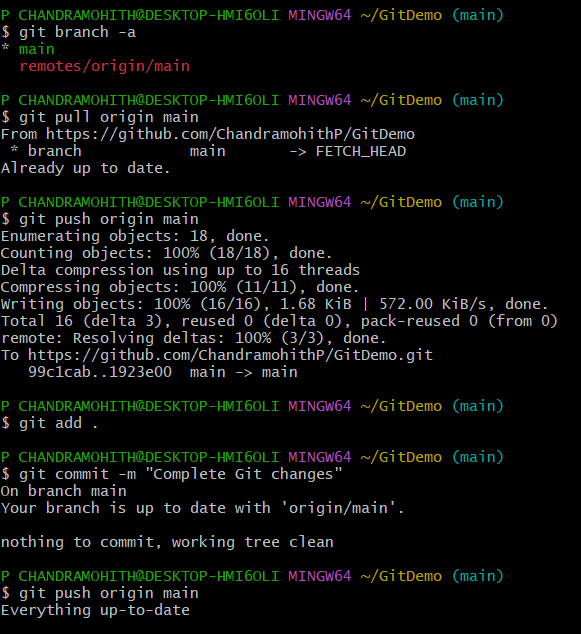 P CHANDRAMOHITH@DESKTOP-HMI6OLI MINGW64 ~/GitDemo (main)
$ git branch -a
* main
  remotes/origin/main
P CHANDRAMOHITH@DESKTOP-HMI6OLI MINGW64 ~/GitDemo (main)
$ git pull origin main
From https://github.com/ChandramohithP/GitDemo
 * branch            main       -> FETCH_HEAD
Already up to date.
P CHANDRAMOHITH@DESKTOP-HMI6OLI MINGW64 ~/GitDemo (main)
$ git push origin main
Enumerating objects: 18, done.
Counting objects: 100% (18/18), done.
Delta compression using up to 16 threads
Compressing objects: 100% (11/11), done.
Writing objects: 100% (16/16), 1.68 KiB | 572.00 KiB/s, done.
Total 16 (delta 3), reused 0 (delta 0), pack-reused 0 (from 0)
remote: Resolving deltas: 100% (3/3), done.
To https://github.com/ChandramohithP/GitDemo.git
   99c1cab..1923e00  main -> main
P CHANDRAMOHITH@DESKTOP-HMI6OLI MINGW64 ~/GitDemo (main)
$ git add .
P CHANDRAMOHITH@DESKTOP-HMI6OLI MINGW64 ~/GitDemo (main)
$ git commit -m "Complete Git changes"
On branch main
Your branch is up to date with 'origin/main'.
nothing to commit, working tree clean
P CHANDRAMOHITH@DESKTOP-HMI6OLI MINGW64 ~/GitDemo (main)
$ git push origin main
Everything up-to-date